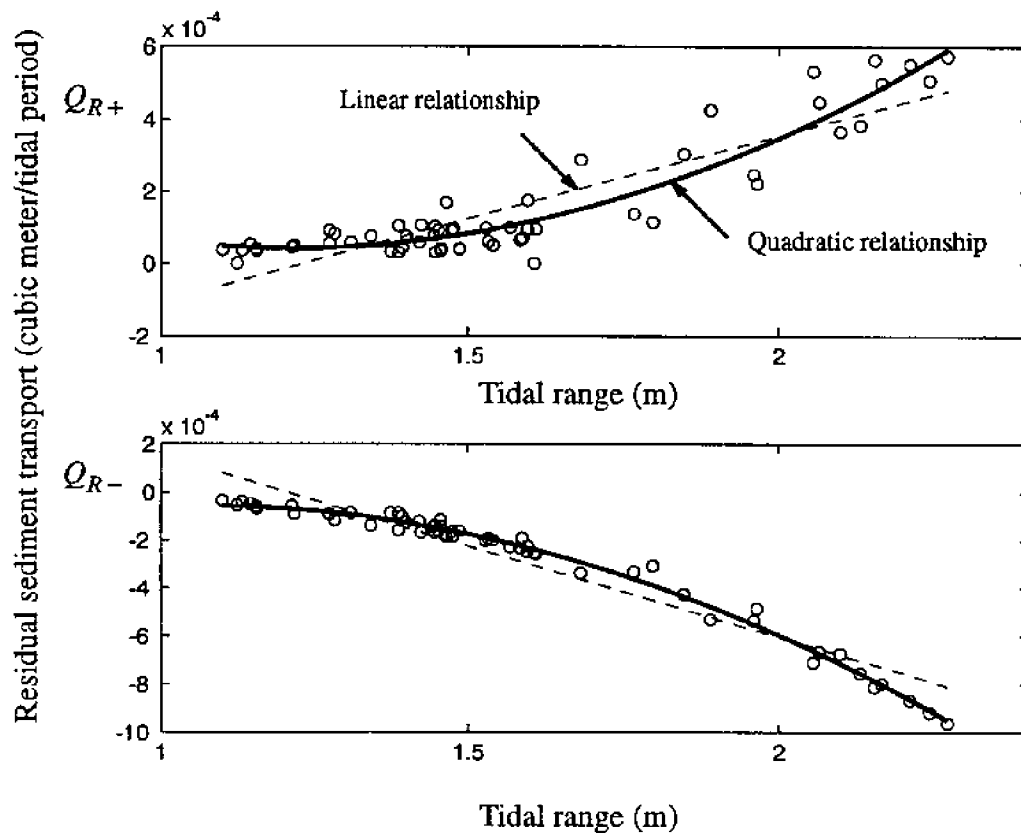 Residual sediment transport (cubic meter/tidal period)
x 10⁻⁴
6
Q_{R+}
Linear relationship
4
2
Quadratic relationship
0
-2
1
1.5
2
Tidal range (m)
x 10⁻⁴
2
Q_{R-}
0
-2
-4
-6
-8
-10
1
1.5
2
Tidal range (m)